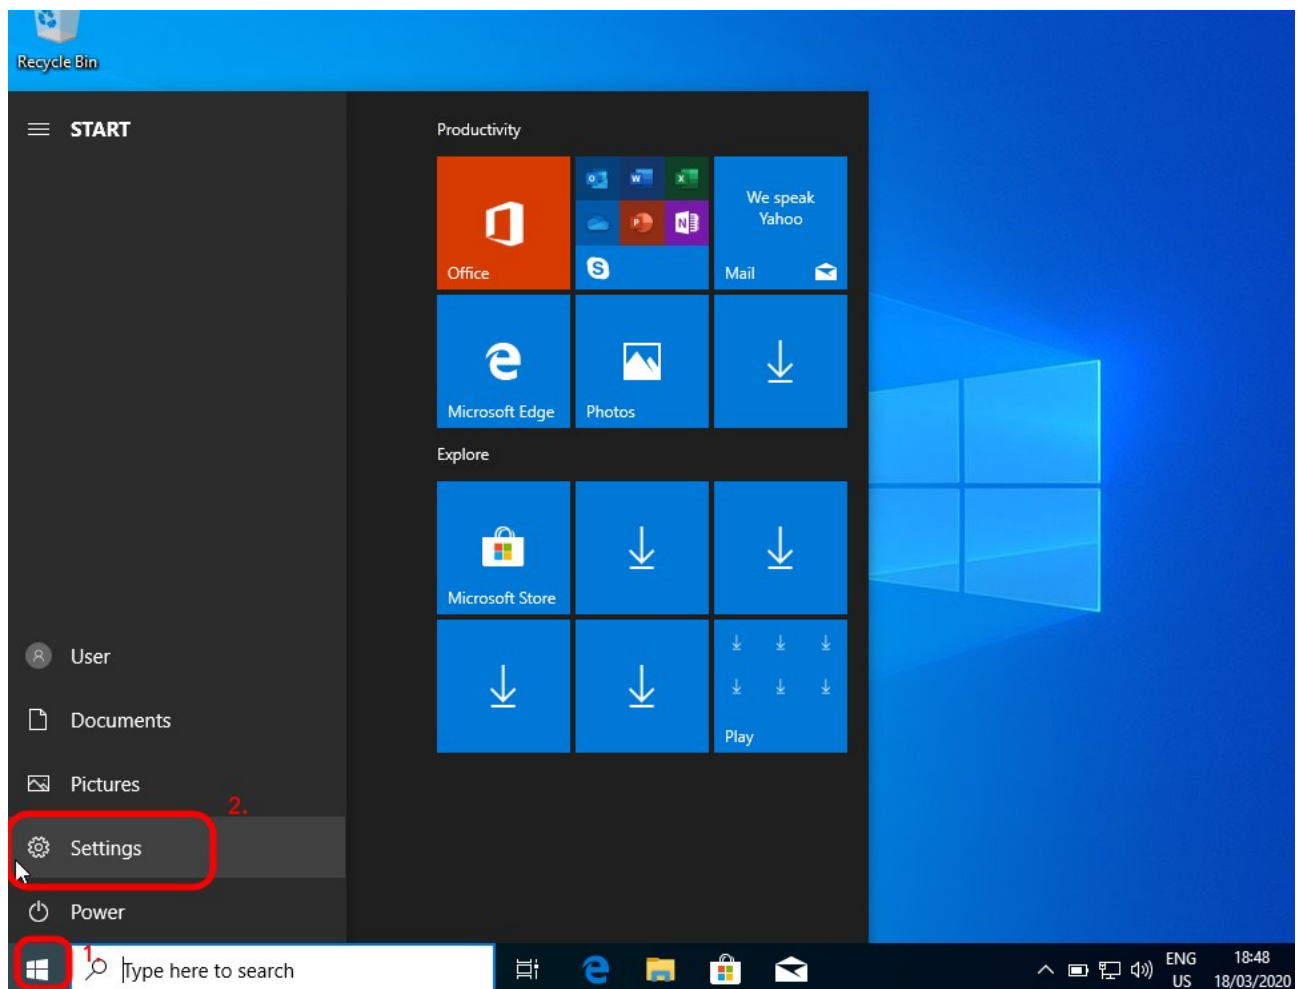 Recycle Bin
START
Productivity
Office
We speak
Yahoo
Mail
Microsoft Edge
Photos
Explore
Microsoft Store
Play
User
Documents
Pictures
2.
Settings
Power
1.
Type here to search
ENG
US
18:48
18/03/2020